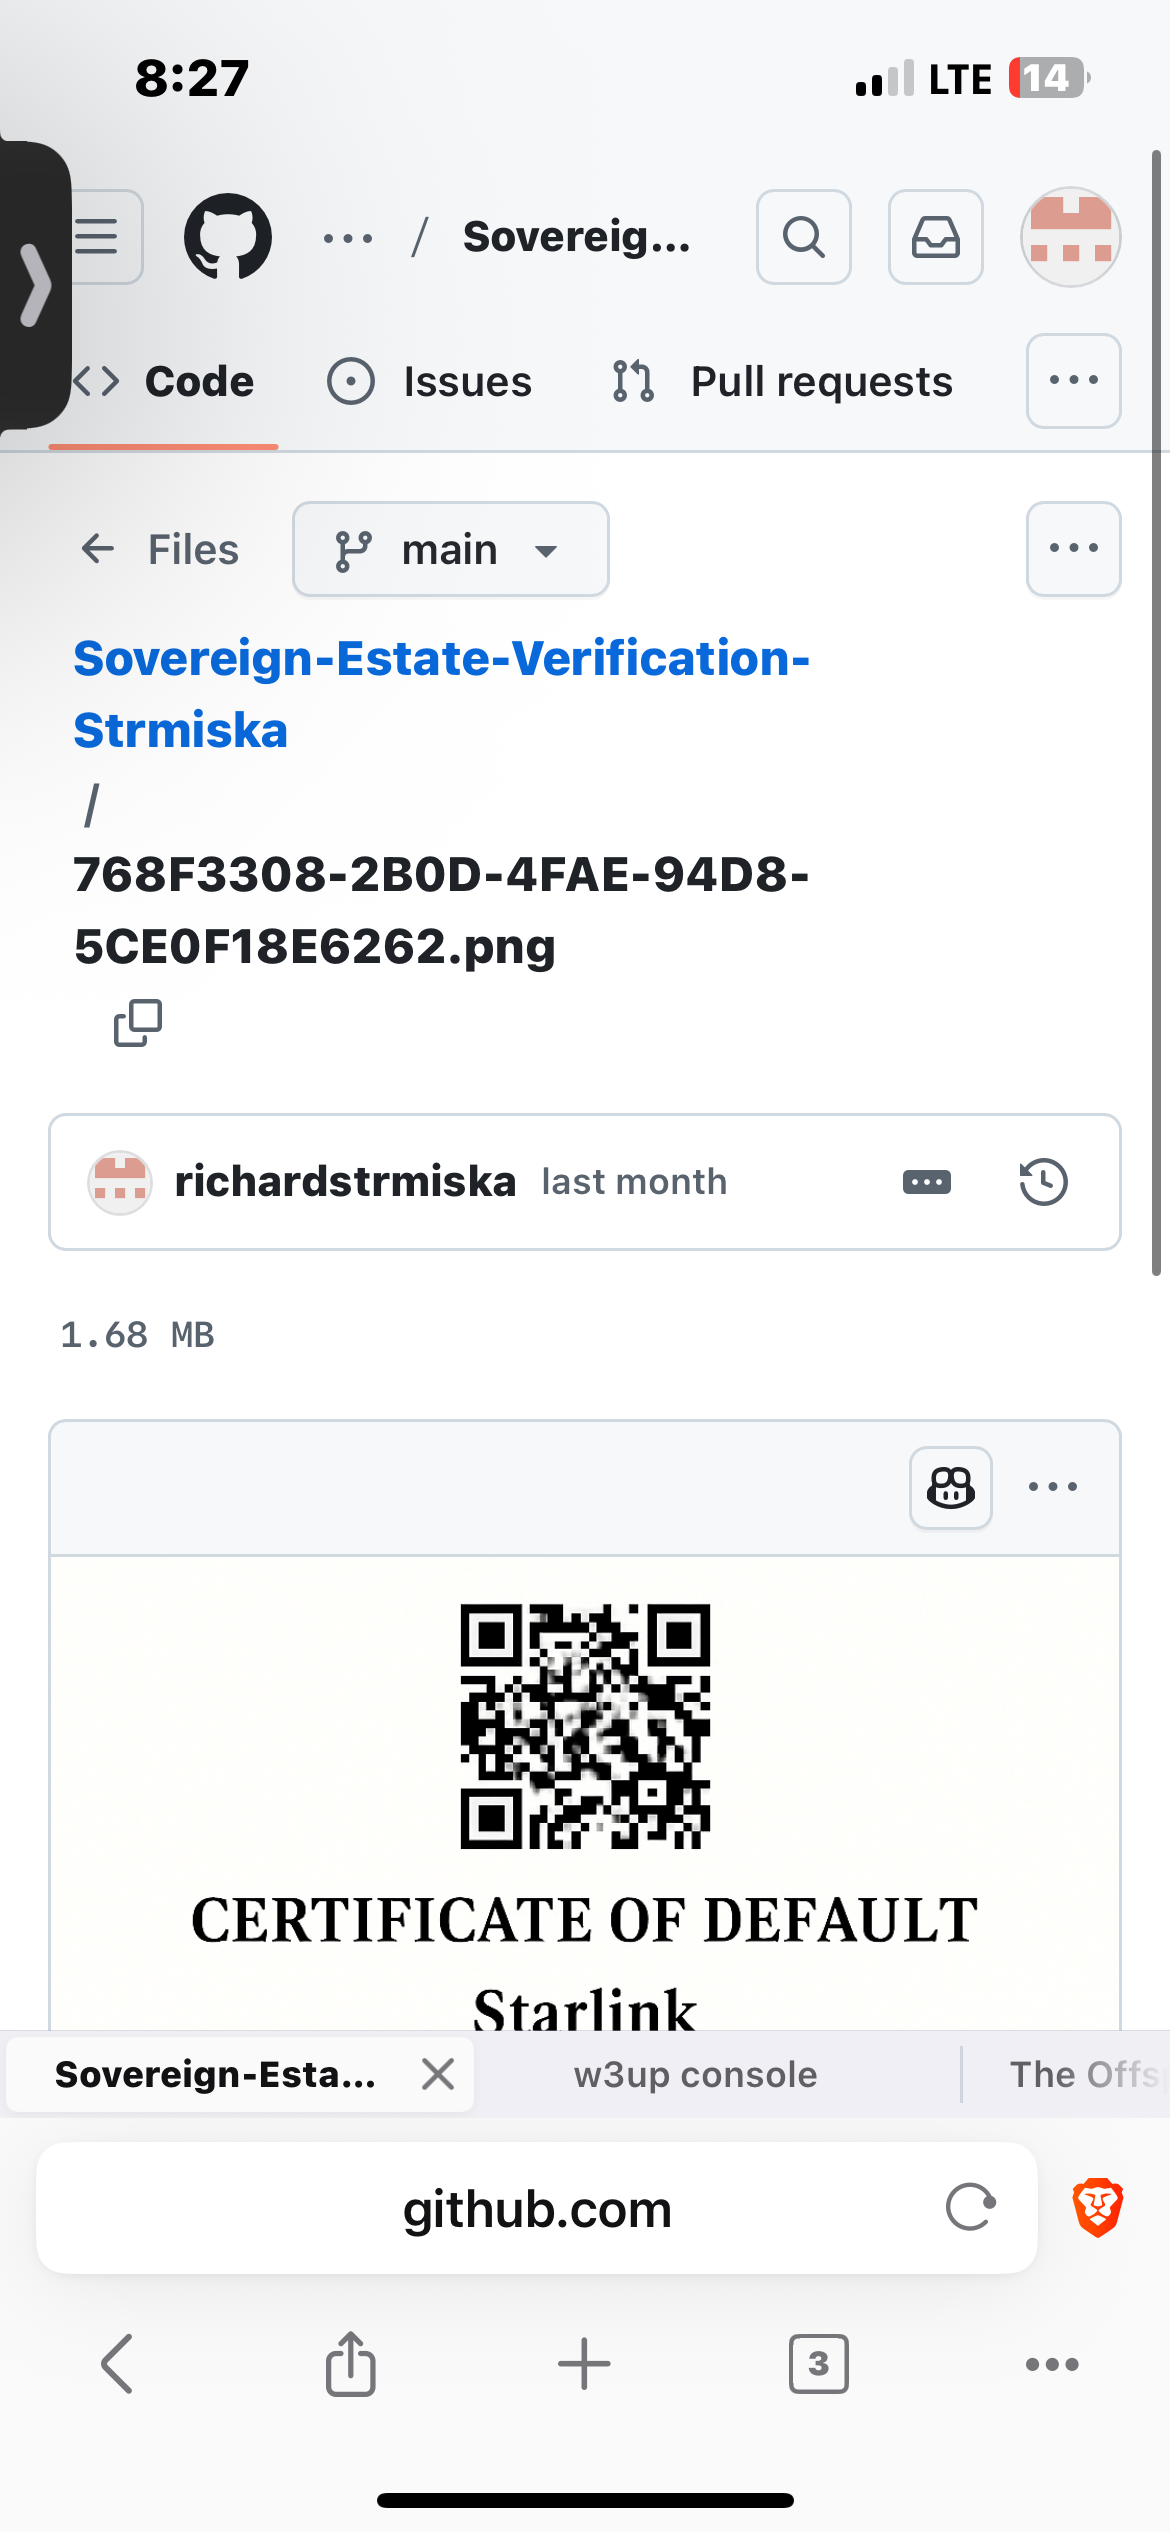 8:27 LTE 14
... / Sovereig...
Code Issues Pull requests ...
Files main ...
Sovereign-Estate-Verification-
Strmiska
/
768F3308-2B0D-4FAE-94D8-
5CE0F18E6262.png
richardstrmiska last month
1.68 MB
CERTIFICATE OF DEFAULT
Starlink
Sovereign-Esta... w3up console The Offs
github.com
3